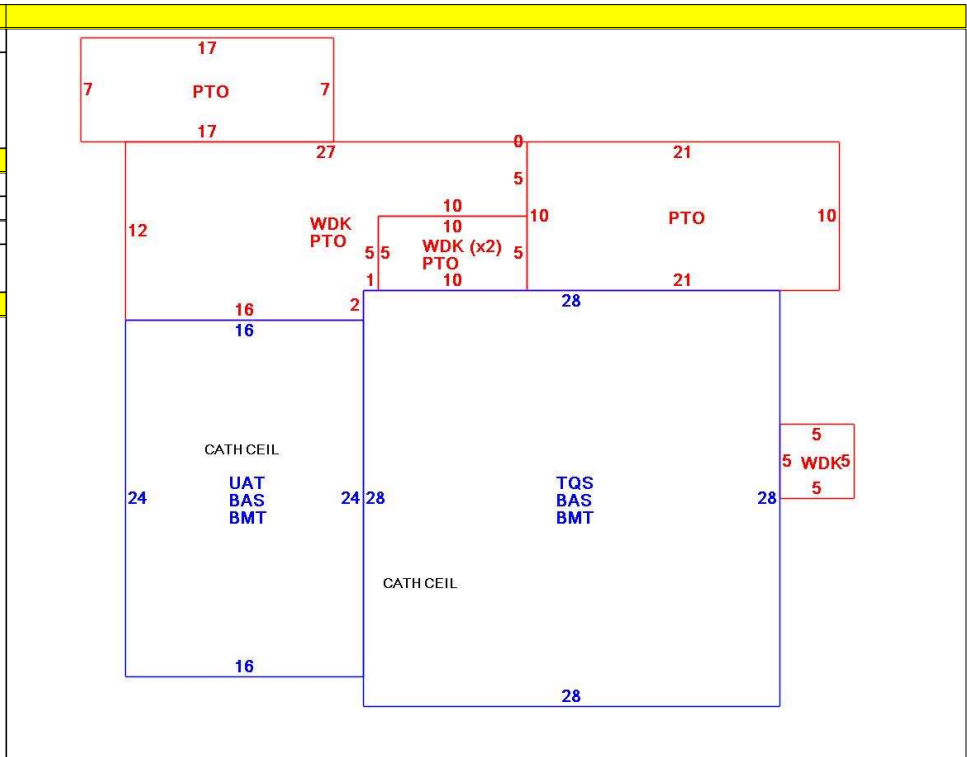 17
7 PTO 7
17
27 0 21
5
10
12 WDK PTO 10 10 PTO 10
5 5 WDK (x2) PTO 5
1 10 21
16 2 28
16
5
CATH CEIL 5 WDK 5
UAT TQS 5
24 BAS 24 28 BAS 28
BMT BMT
CATH CEIL
16
28